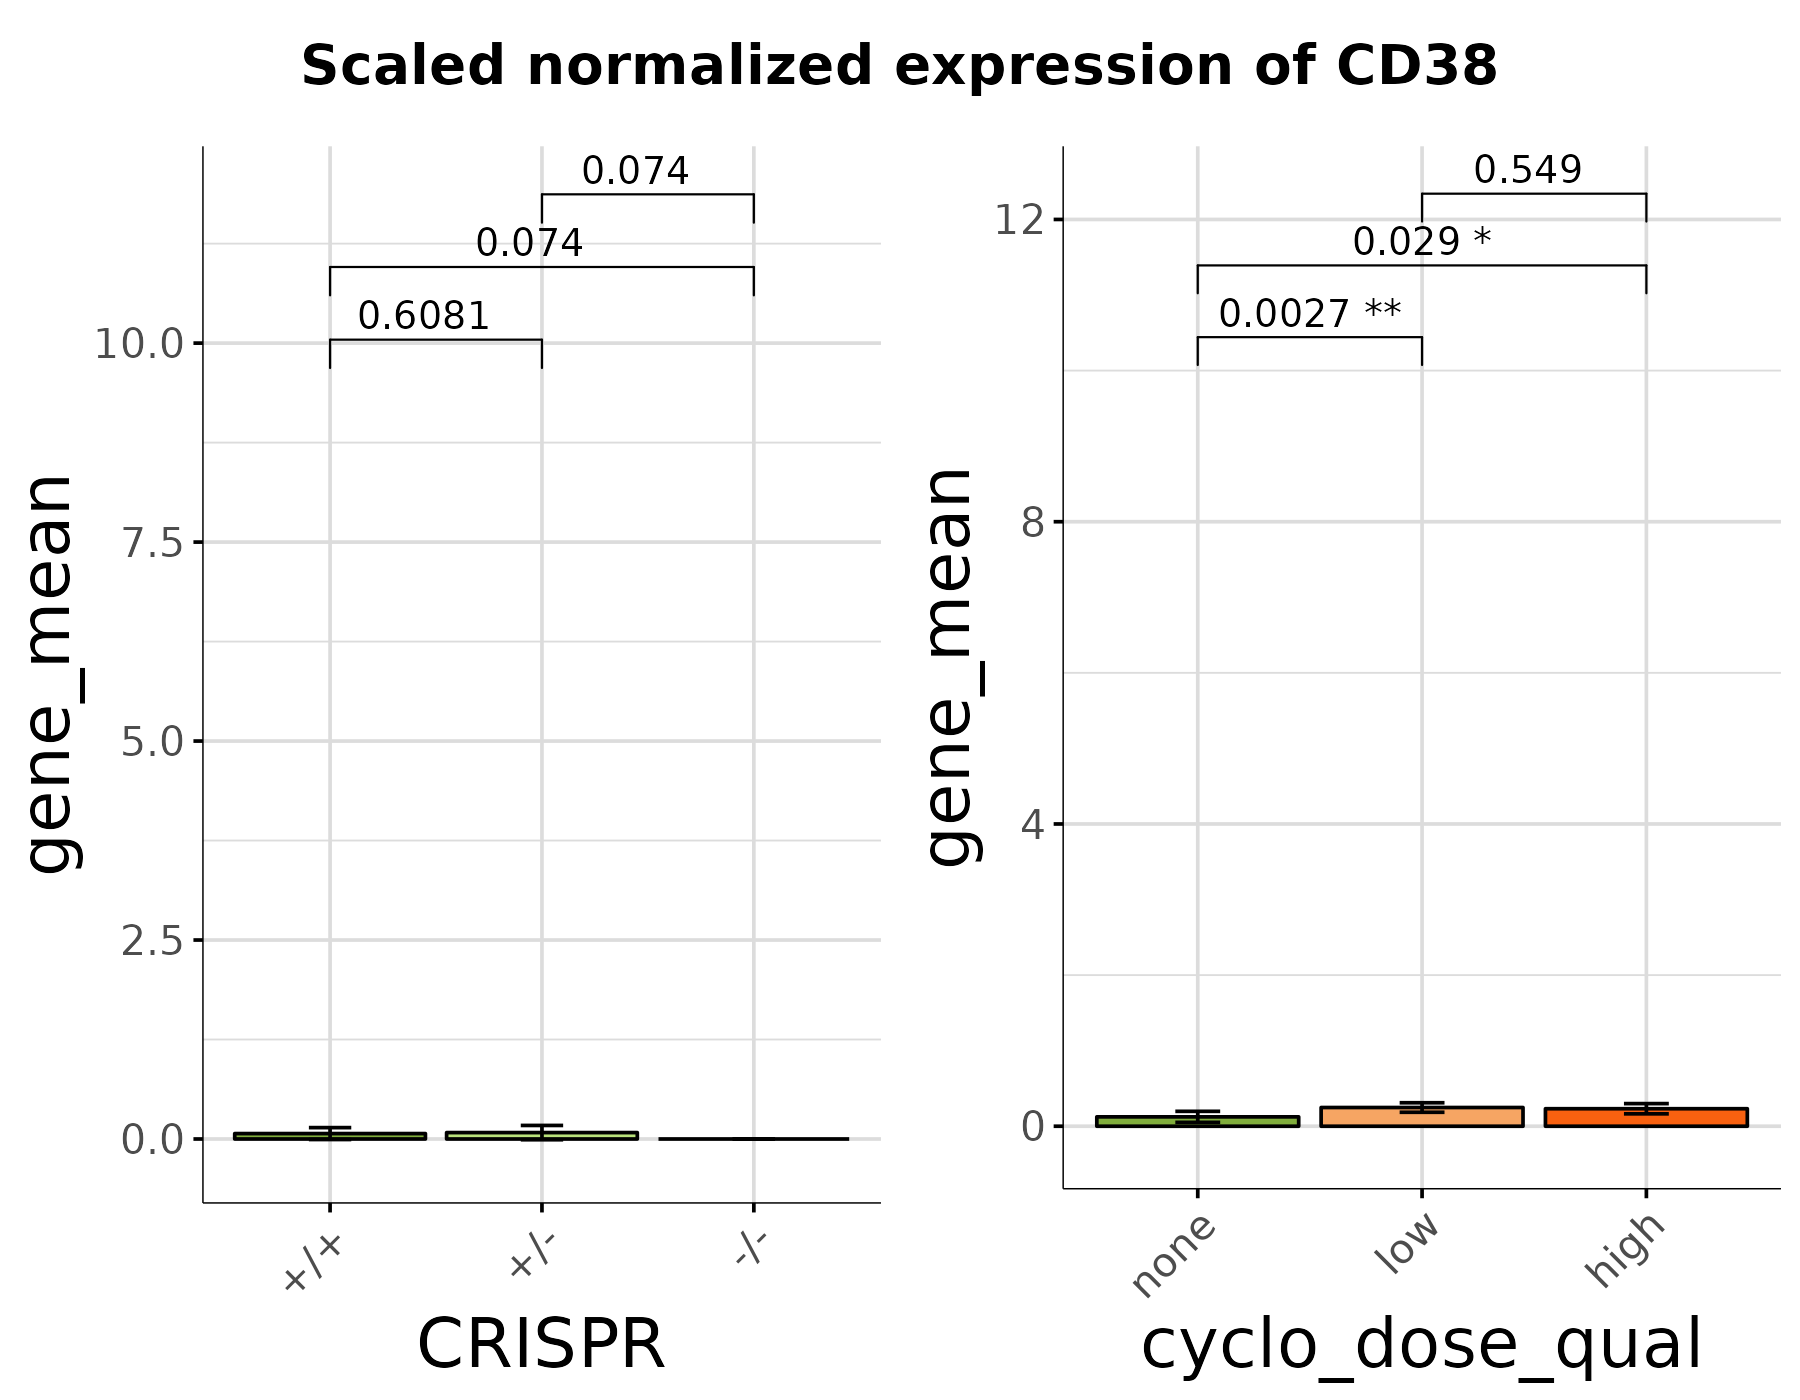 Scaled normalized expression of CD38
0.074
0.074
0.6081
10.0
7.5
5.0
2.5
0.0
gene_mean
+/+
+/-
-/-
CRISPR
0.549
0.029 *
0.0027 **
12
8
4
0
gene_mean
none
low
high
cyclo_dose_qual